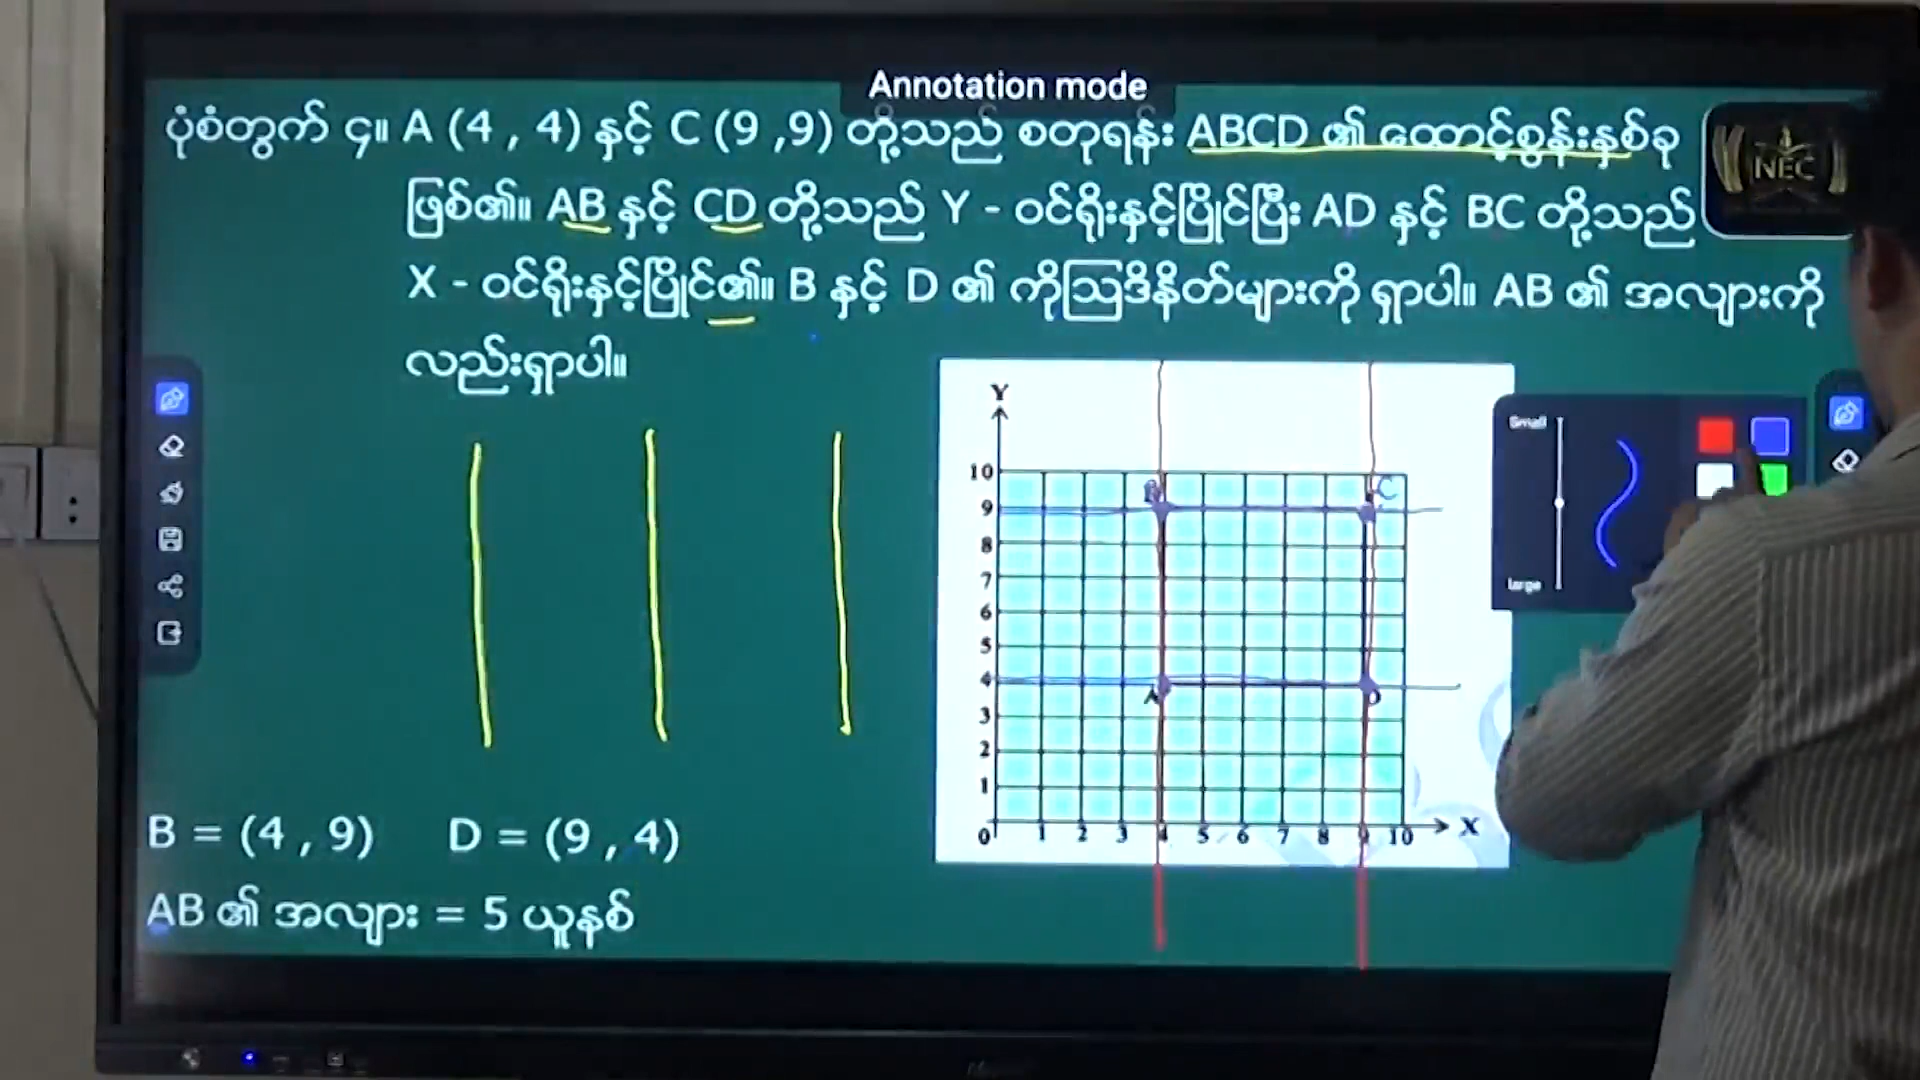 Annotation mode
ပုံစံတွက် ၄။ A (4 , 4) နှင့် C (9 ,9) တို့သည် စတုရန်း ABCD ၏ ထောင့်စွန်းနှစ်ခု
ဖြစ်၏။ AB နှင့် CD တို့သည် Y - ဝင်ရိုးနှင့်ပြိုင်ပြီး AD နှင့် BC တို့သည်
X - ဝင်ရိုးနှင့်ပြိုင်၏။ B နှင့် D ၏ ကိုဩဒိနိတ်များကို ရှာပါ။ AB ၏ အလျားကို
လည်းရှာပါ။
NEC
Small
large
Y
10
9
8
7
6
5
4
3
2
1
0
1 2 3 4 5 6 7 8 9 10 X
B C
A D
B = (4 , 9) D = (9 , 4)
AB ၏ အလျား = 5 ယူနစ်